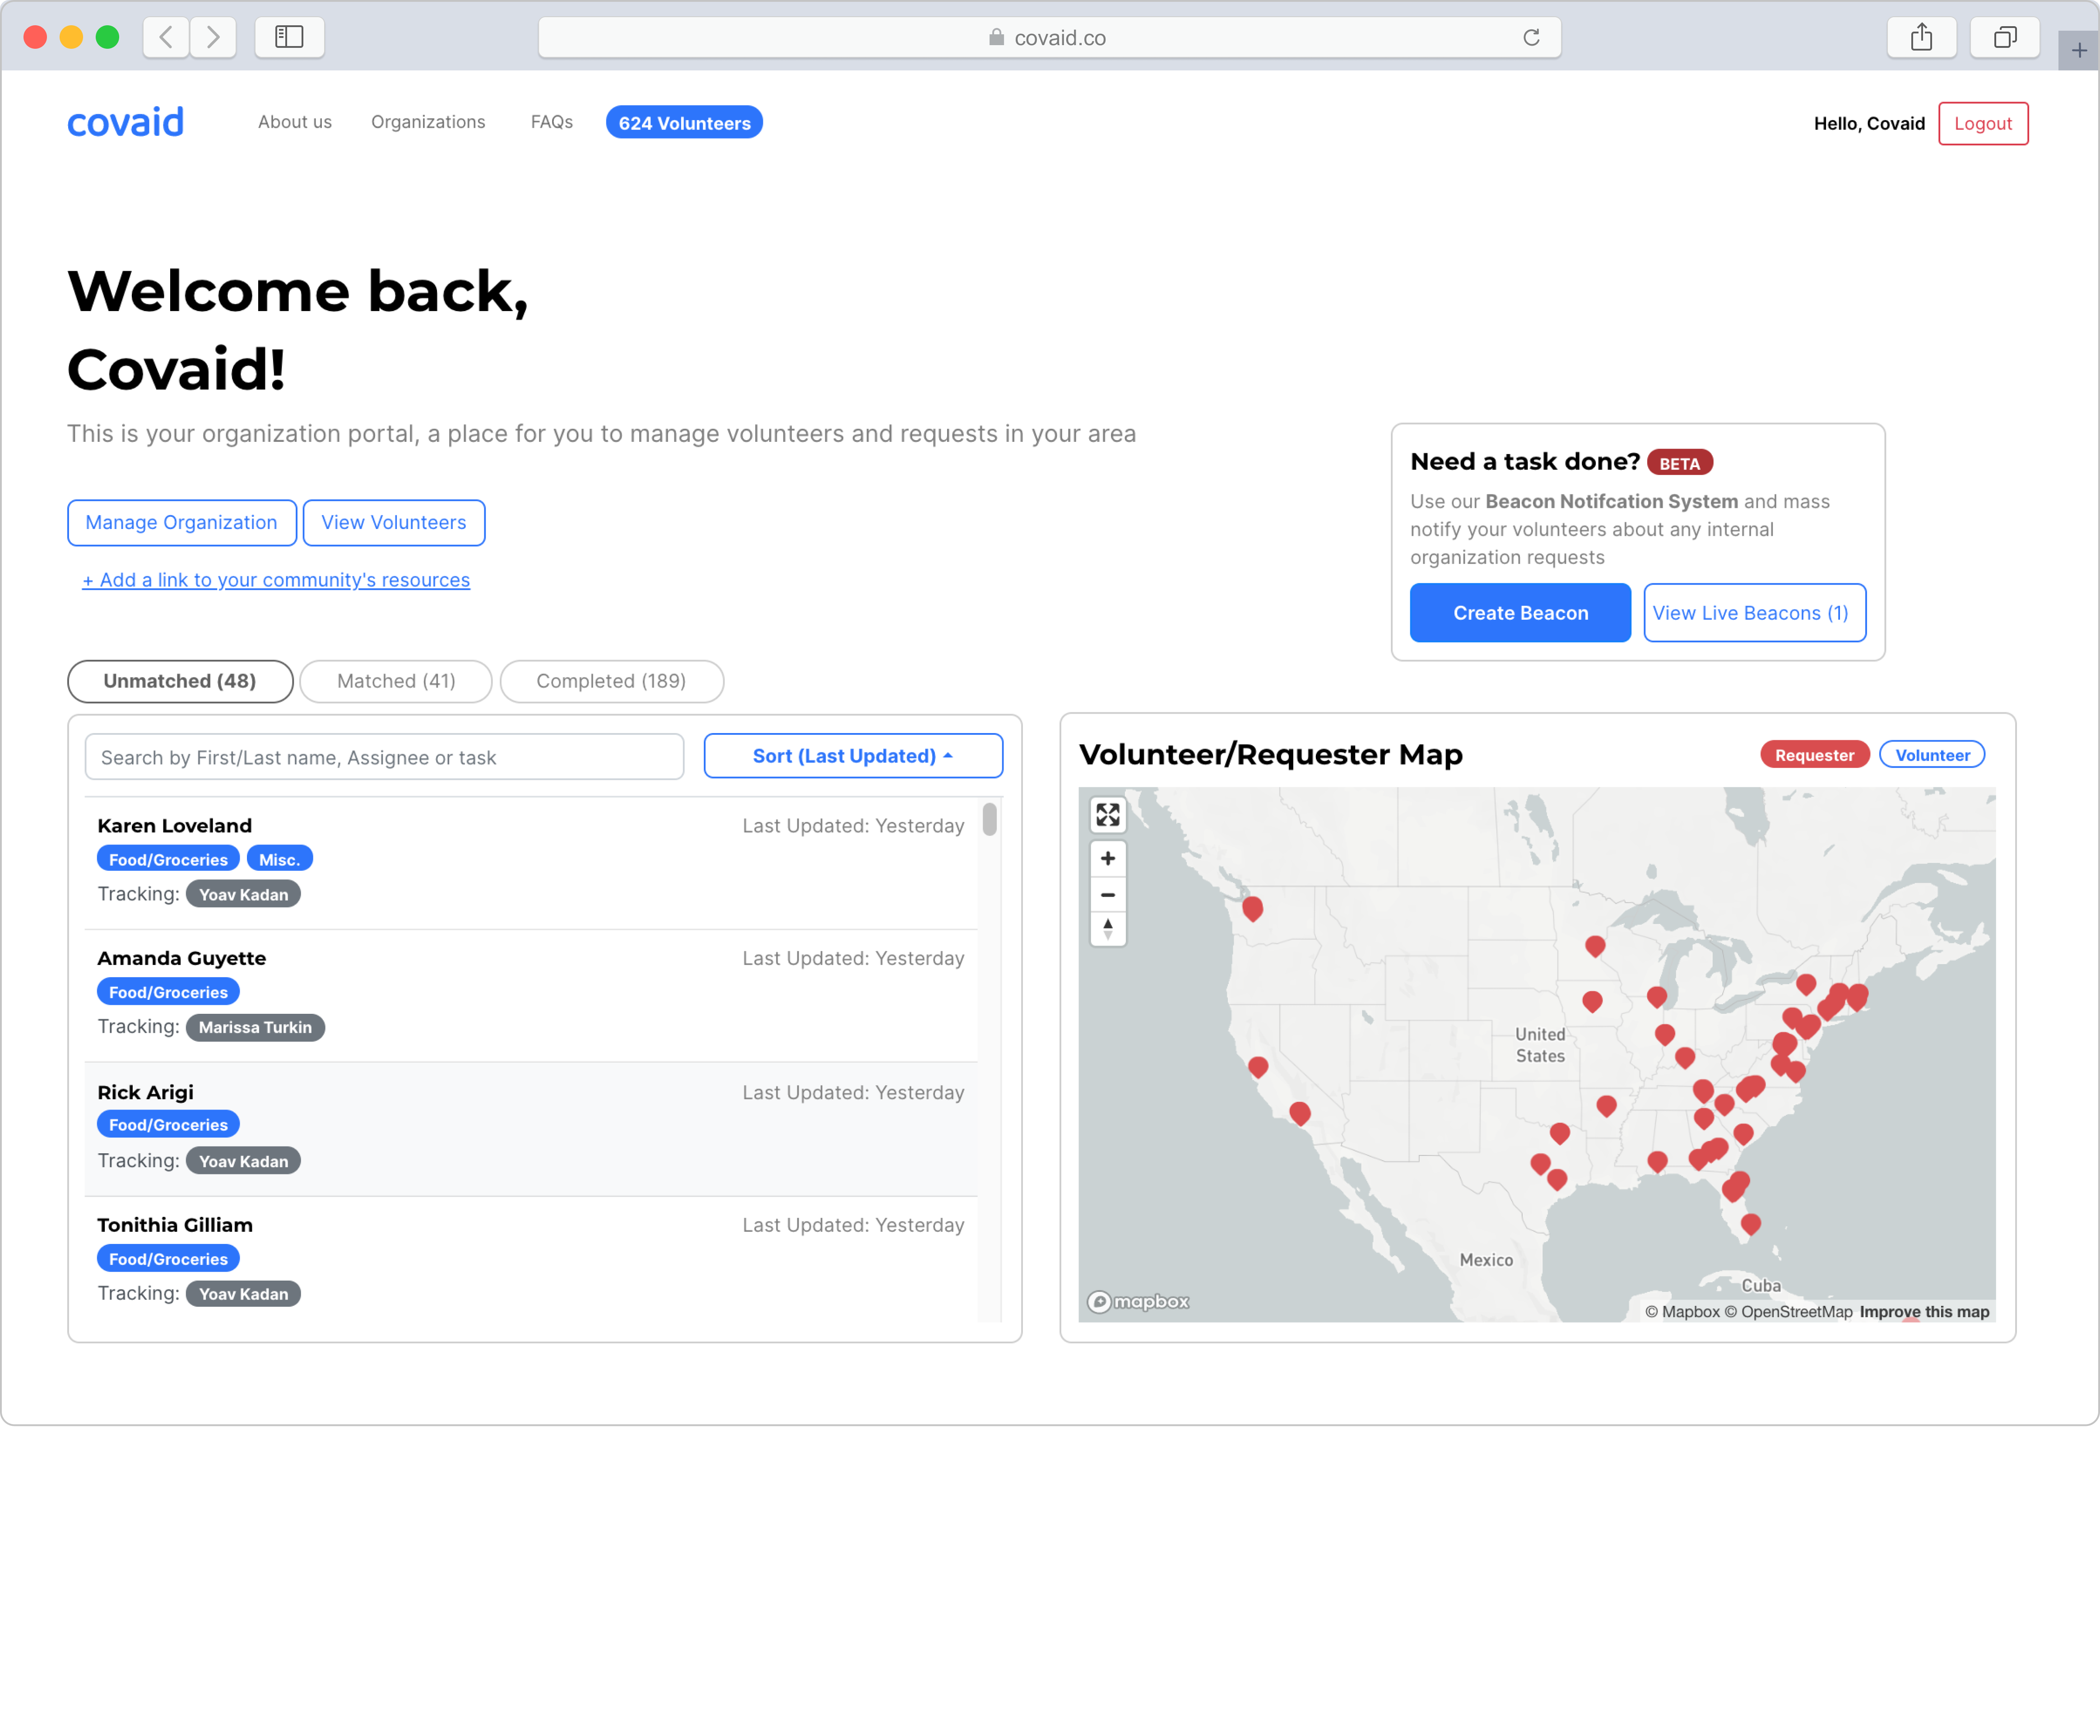 covaid.co
covaid
About us
Organizations
FAQs
624 Volunteers
Hello, Covaid
Logout
Welcome back,
Covaid!
This is your organization portal, a place for you to manage volunteers and requests in your area
Manage Organization
View Volunteers
+ Add a link to your community's resources
Need a task done? BETA
Use our Beacon Notifcation System and mass
notify your volunteers about any internal
organization requests
Create Beacon
View Live Beacons (1)
Unmatched (48)
Matched (41)
Completed (189)
Search by First/Last name, Assignee or task
Sort (Last Updated)
Karen Loveland
Last Updated: Yesterday
Food/Groceries
Misc.
Tracking: Yoav Kadan
Amanda Guyette
Last Updated: Yesterday
Food/Groceries
Tracking: Marissa Turkin
Rick Arigi
Last Updated: Yesterday
Food/Groceries
Tracking: Yoav Kadan
Tonithia Gilliam
Last Updated: Yesterday
Food/Groceries
Tracking: Yoav Kadan
Volunteer/Requester Map
Requester
Volunteer
United
States
Mexico
Cuba
mapbox
© Mapbox © OpenStreetMap Improve this map